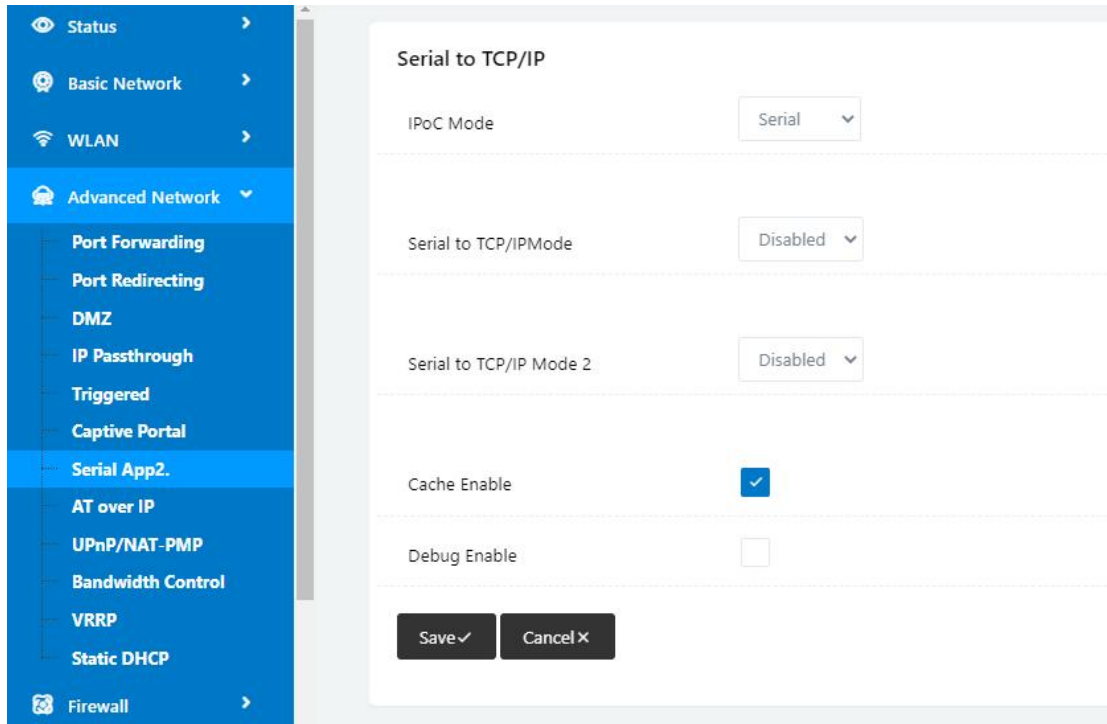 Status
Basic Network
WLAN
Advanced Network
Port Forwarding
Port Redirecting
DMZ
IP Passthrough
Triggered
Captive Portal
Serial App2.
AT over IP
UPnP/NAT-PMP
Bandwidth Control
VRRP
Static DHCP
Firewall
Serial to TCP/IP
IPoC Mode Serial
Serial to TCP/IPMode Disabled
Serial to TCP/IP Mode 2 Disabled
Cache Enable
Debug Enable
Save Cancel